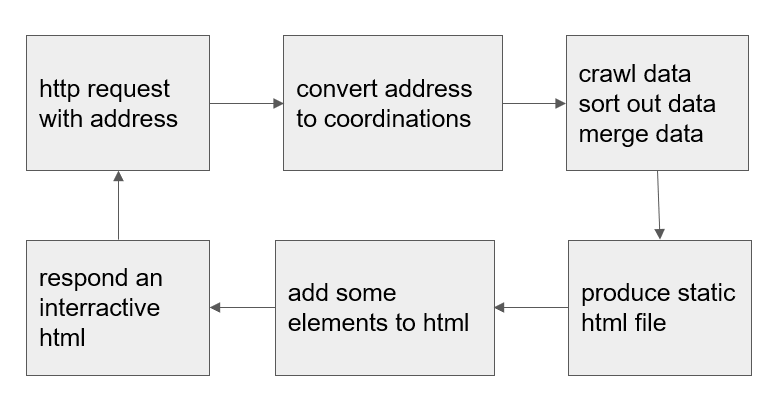 http request
with address
convert address
to coordinations
crawl data
sort out data
merge data
respond an
interractive
html
add some
elements to html
produce static
html file